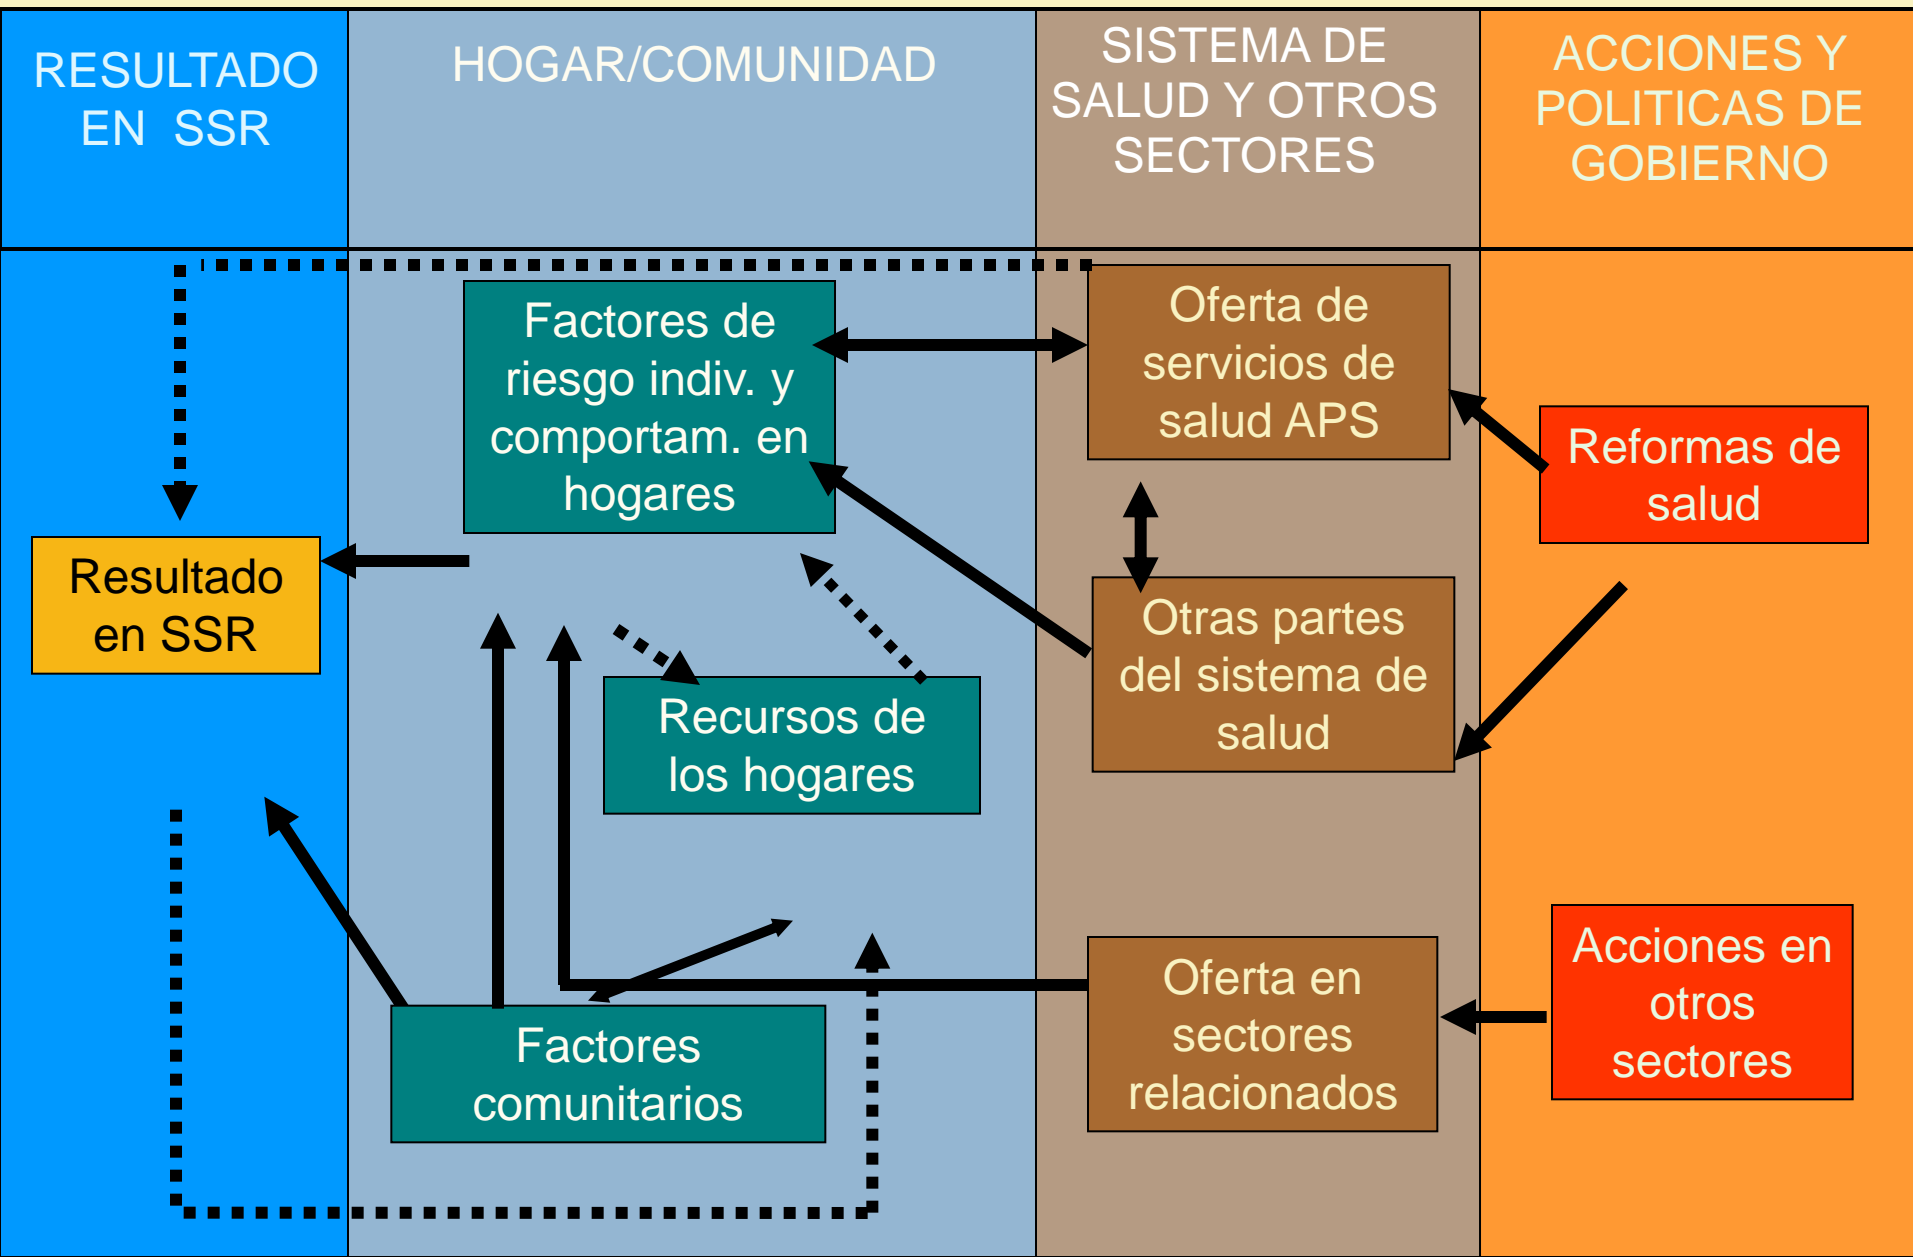 RESULTADO
EN SSR
HOGAR/COMUNIDAD
SISTEMA DE
SALUD Y OTROS
SECTORES
ACCIONES Y
POLITICAS DE
GOBIERNO
Factores de
riesgo indiv. y
comportam. en
hogares
Oferta de
servicios de
salud APS
Reformas de
salud
Resultado
en SSR
Otras partes
del sistema de
salud
Recursos de
los hogares
Factores
comunitarios
Oferta en
sectores
relacionados
Acciones en
otros
sectores